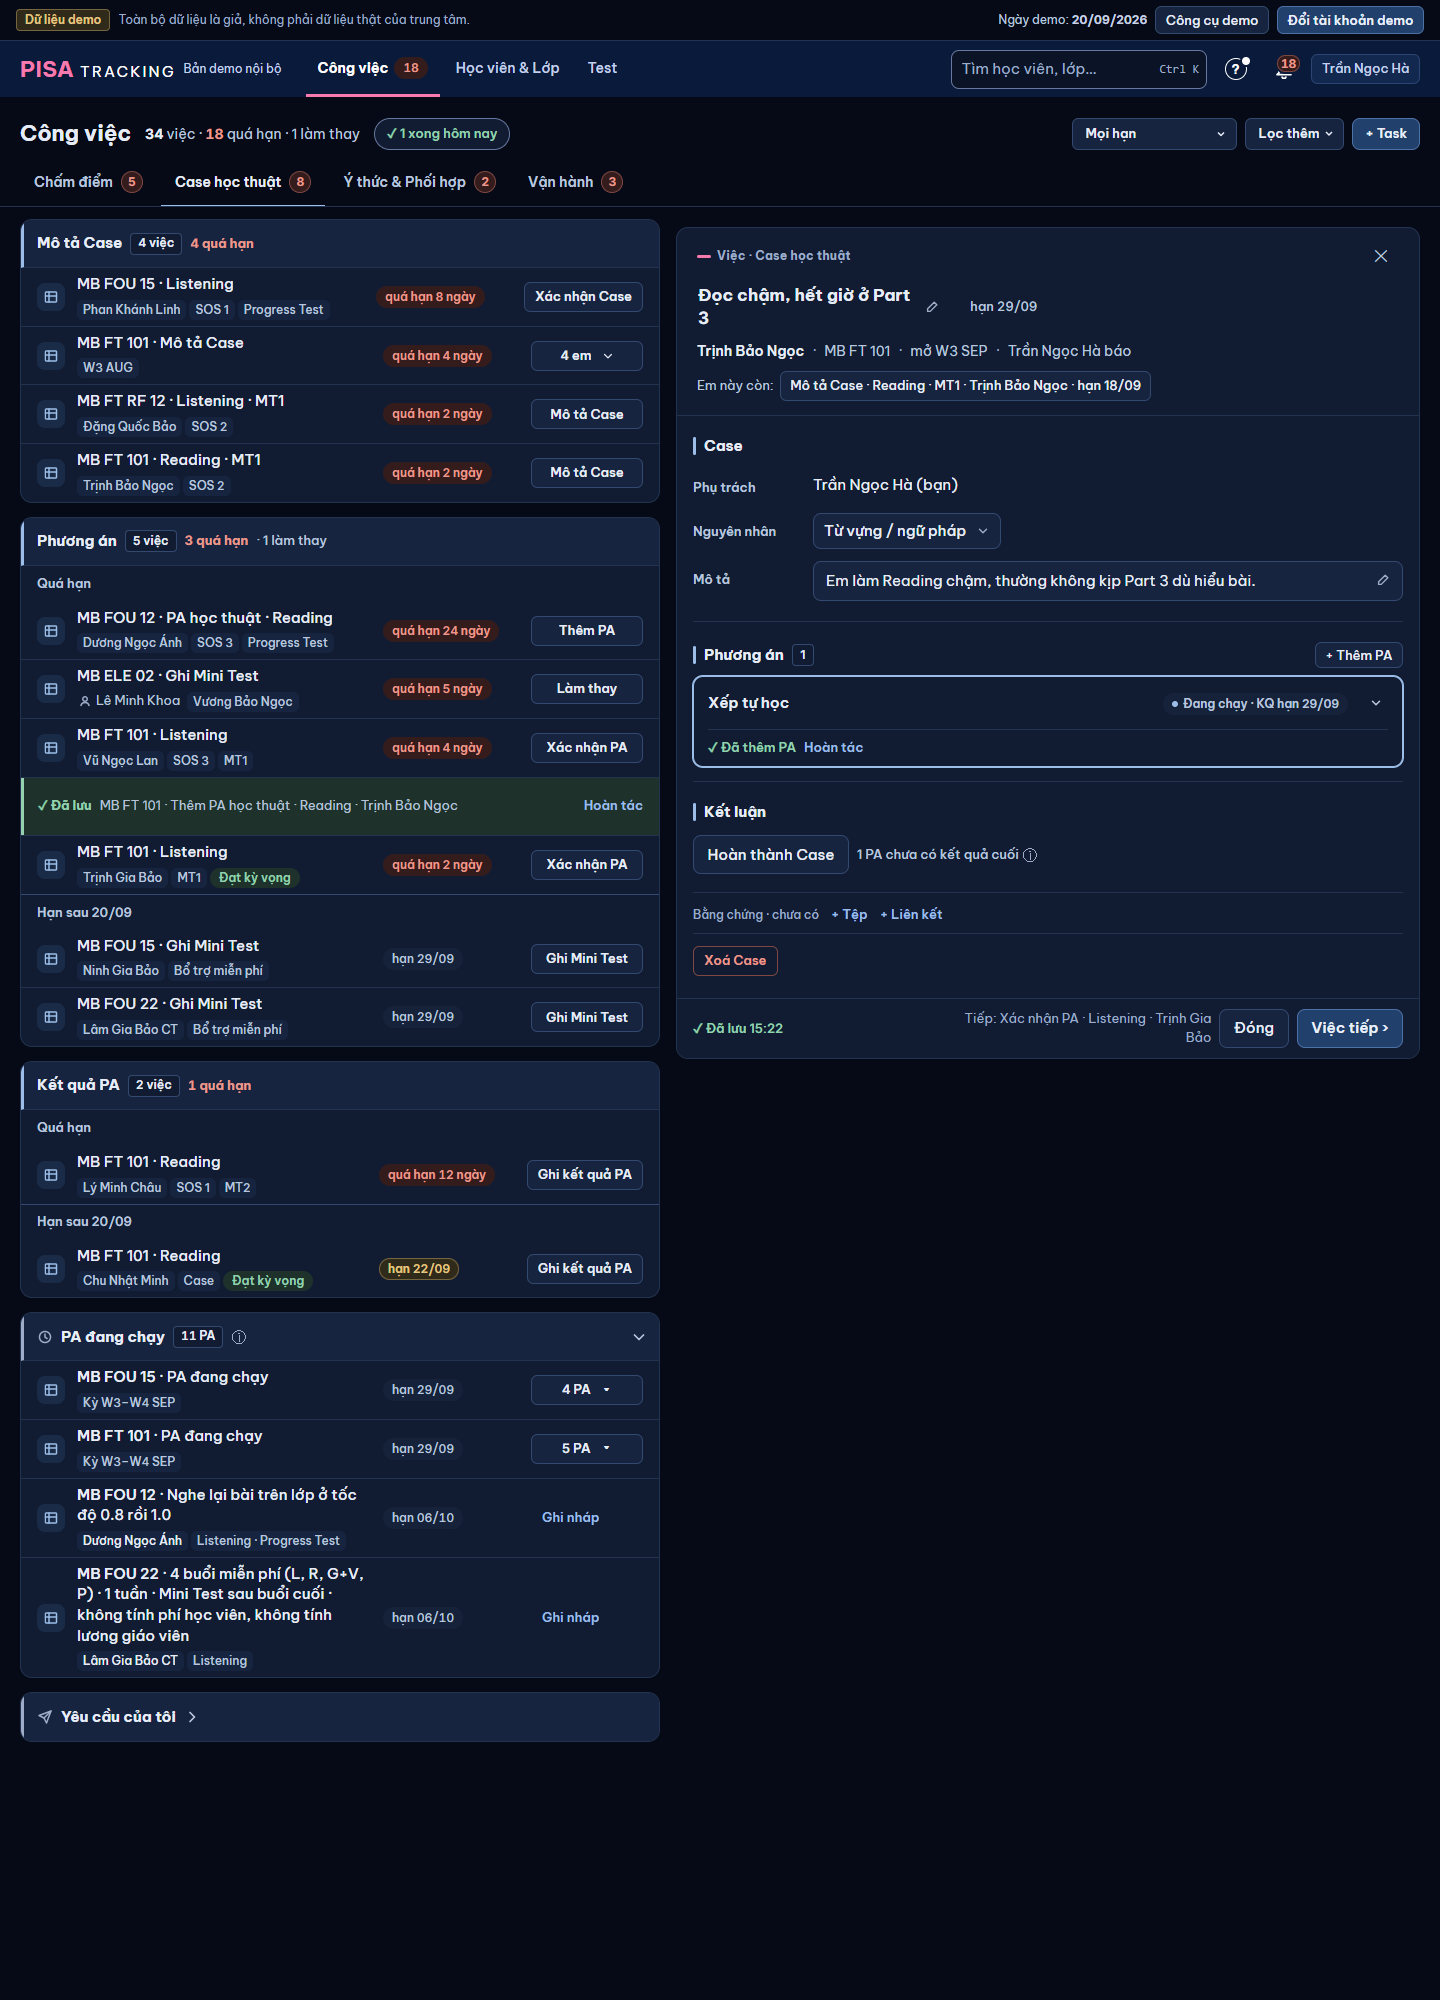 Dữ liệu demo Toàn bộ dữ liệu là giả, không phải dữ liệu thật của trung tâm. Ngày demo: 20/09/2026 Công cụ demo Đổi tài khoản demo
PISA TRACKING Bản demo nội bộ Công việc 18 Học viên & Lớp Test Tìm học viên, lớp... Ctrl K ? 18 Trần Ngọc Hà
Công việc 34 việc · 18 quá hạn · 1 làm thay ✓ 1 xong hôm nay Mọi hạn Lọc thêm + Task
Chấm điểm 5 Case học thuật 8 Ý thức & Phối hợp 2 Vận hành 3
Mô tả Case 4 việc 4 quá hạn
MB FOU 15 · Listening
Phan Khánh Linh SOS 1 Progress Test
quá hạn 8 ngày Xác nhận Case
MB FT 101 · Mô tả Case
W3 AUG
quá hạn 4 ngày 4 em
MB FT RF 12 · Listening · MT1
Đặng Quốc Bảo SOS 2
quá hạn 2 ngày Mô tả Case
MB FT 101 · Reading · MT1
Trịnh Bảo Ngọc SOS 2
quá hạn 2 ngày Mô tả Case
Phương án 5 việc 3 quá hạn · 1 làm thay
Quá hạn
MB FOU 12 · PA học thuật · Reading
Dương Ngọc Ánh SOS 3 Progress Test
quá hạn 24 ngày Thêm PA
MB ELE 02 · Ghi Mini Test
Lê Minh Khoa Vương Bảo Ngọc
quá hạn 5 ngày Làm thay
MB FT 101 · Listening
Vũ Ngọc Lan SOS 3 MT1
quá hạn 4 ngày Xác nhận PA
✓ Đã lưu MB FT 101 · Thêm PA học thuật · Reading · Trịnh Bảo Ngọc Hoàn tác
MB FT 101 · Listening
Trịnh Gia Bảo MT1 Đạt kỳ vọng
quá hạn 2 ngày Xác nhận PA
Hạn sau 20/09
MB FOU 15 · Ghi Mini Test
Ninh Gia Bảo Bổ trợ miễn phí
hạn 29/09 Ghi Mini Test
MB FOU 22 · Ghi Mini Test
Lâm Gia Bảo CT Bổ trợ miễn phí
hạn 29/09 Ghi Mini Test
Kết quả PA 2 việc 1 quá hạn
Quá hạn
MB FT 101 · Reading
Lý Minh Châu SOS 1 MT2
quá hạn 12 ngày Ghi kết quả PA
Hạn sau 20/09
MB FT 101 · Reading
Chu Nhật Minh Case Đạt kỳ vọng
hạn 22/09 Ghi kết quả PA
PA đang chạy 11 PA
MB FOU 15 · PA đang chạy
Kỳ W3–W4 SEP
hạn 29/09 4 PA
MB FT 101 · PA đang chạy
Kỳ W3–W4 SEP
hạn 29/09 5 PA
MB FOU 12 · Nghe lại bài trên lớp ở tốc
độ 0.8 rồi 1.0
Dương Ngọc Ánh Listening · Progress Test
hạn 06/10 Ghi nháp
MB FOU 22 · 4 buổi miễn phí (L, R, G+V,
P) · 1 tuần · Mini Test sau buổi cuối ·
không tính phí học viên, không tính
lương giáo viên
Lâm Gia Bảo CT Listening
hạn 06/10 Ghi nháp
Yêu cầu của tôi
Việc · Case học thuật
Đọc chậm, hết giờ ở Part
3
hạn 29/09
Trịnh Bảo Ngọc · MB FT 101 · mở W3 SEP · Trần Ngọc Hà báo
Em này còn: Mô tả Case · Reading · MT1 · Trịnh Bảo Ngọc · hạn 18/09
Case
Phụ trách Trần Ngọc Hà (bạn)
Nguyên nhân Từ vựng / ngữ pháp
Mô tả Em làm Reading chậm, thường không kịp Part 3 dù hiểu bài.
Phương án 1 + Thêm PA
Xếp tự học Đang chạy · KQ hạn 29/09
✓ Đã thêm PA Hoàn tác
Kết luận
Hoàn thành Case 1 PA chưa có kết quả cuối
Bằng chứng · chưa có + Tệp + Liên kết
Xoá Case
✓ Đã lưu 15:22
Tiếp: Xác nhận PA · Listening · Trịnh Gia
Bảo
Đóng Việc tiếp ›